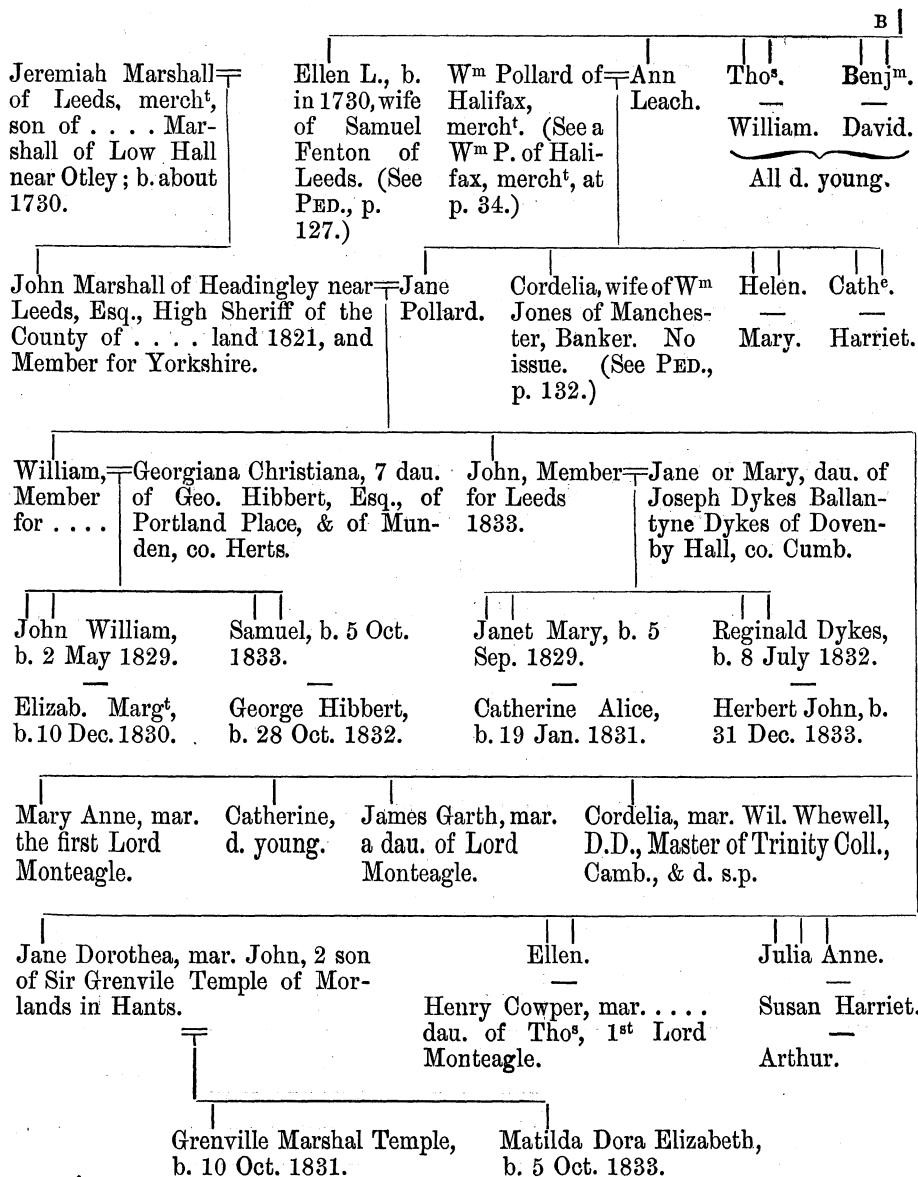 B
Jeremiah Marshall
of Leeds, mercht,
son of . . . . Mar-
shall of Low Hall
near Otley; b. about
1730.
Ellen L., b.
in 1730, wife
of Samuel
Fenton of
Leeds. (See
PED., p.
127.)
Wm Pollard of
Halifax,
mercht. (See a
Wm P. of Hali-
fax, mercht, at
p. 34.)
Ann
Leach.
Thos.
—
William.
Benjm.
—
David.
All d. young.
John Marshall of Headingley near
Leeds, Esq., High Sheriff of the
County of . . . . land 1821, and
Member for Yorkshire.
Jane
Pollard.
Cordelia, wife of Wm
Jones of Manches-
ter, Banker. No
issue. (See PED.,
p. 132.)
Helen.
—
Mary.
Cathe.
—
Harriet.
William,
Member
for . . . .
Georgiana Christiana, 7 dau.
of Geo. Hibbert, Esq., of
Portland Place, & of Mun-
den, co. Herts.
John, Member
for Leeds
1833.
Jane or Mary, dau. of
Joseph Dykes Ballan-
tyne Dykes of Doven-
by Hall, co. Cumb.
John William,
b. 2 May 1829.
—
Elizab. Margt,
b. 10 Dec. 1830.
Samuel, b. 5 Oct.
1833.
—
George Hibbert,
b. 28 Oct. 1832.
Janet Mary, b. 5
Sep. 1829.
—
Catherine Alice,
b. 19 Jan. 1831.
Reginald Dykes,
b. 8 July 1832.
—
Herbert John, b.
31 Dec. 1833.
Mary Anne, mar.
the first Lord
Monteagle.
Catherine,
d. young.
James Garth, mar.
a dau. of Lord
Monteagle.
Cordelia, mar. Wil. Whewell,
D.D., Master of Trinity Coll.,
Camb., & d. s.p.
Jane Dorothea, mar. John, 2 son
of Sir Grenvile Temple of Mor-
lands in Hants.
Ellen.
—
Henry Cowper, mar. . . . .
dau. of Thos, 1st Lord
Monteagle.
Julia Anne.
—
Susan Harriet.
—
Arthur.
Grenville Marshal Temple,
b. 10 Oct. 1831.
Matilda Dora Elizabeth,
b. 5 Oct. 1833.